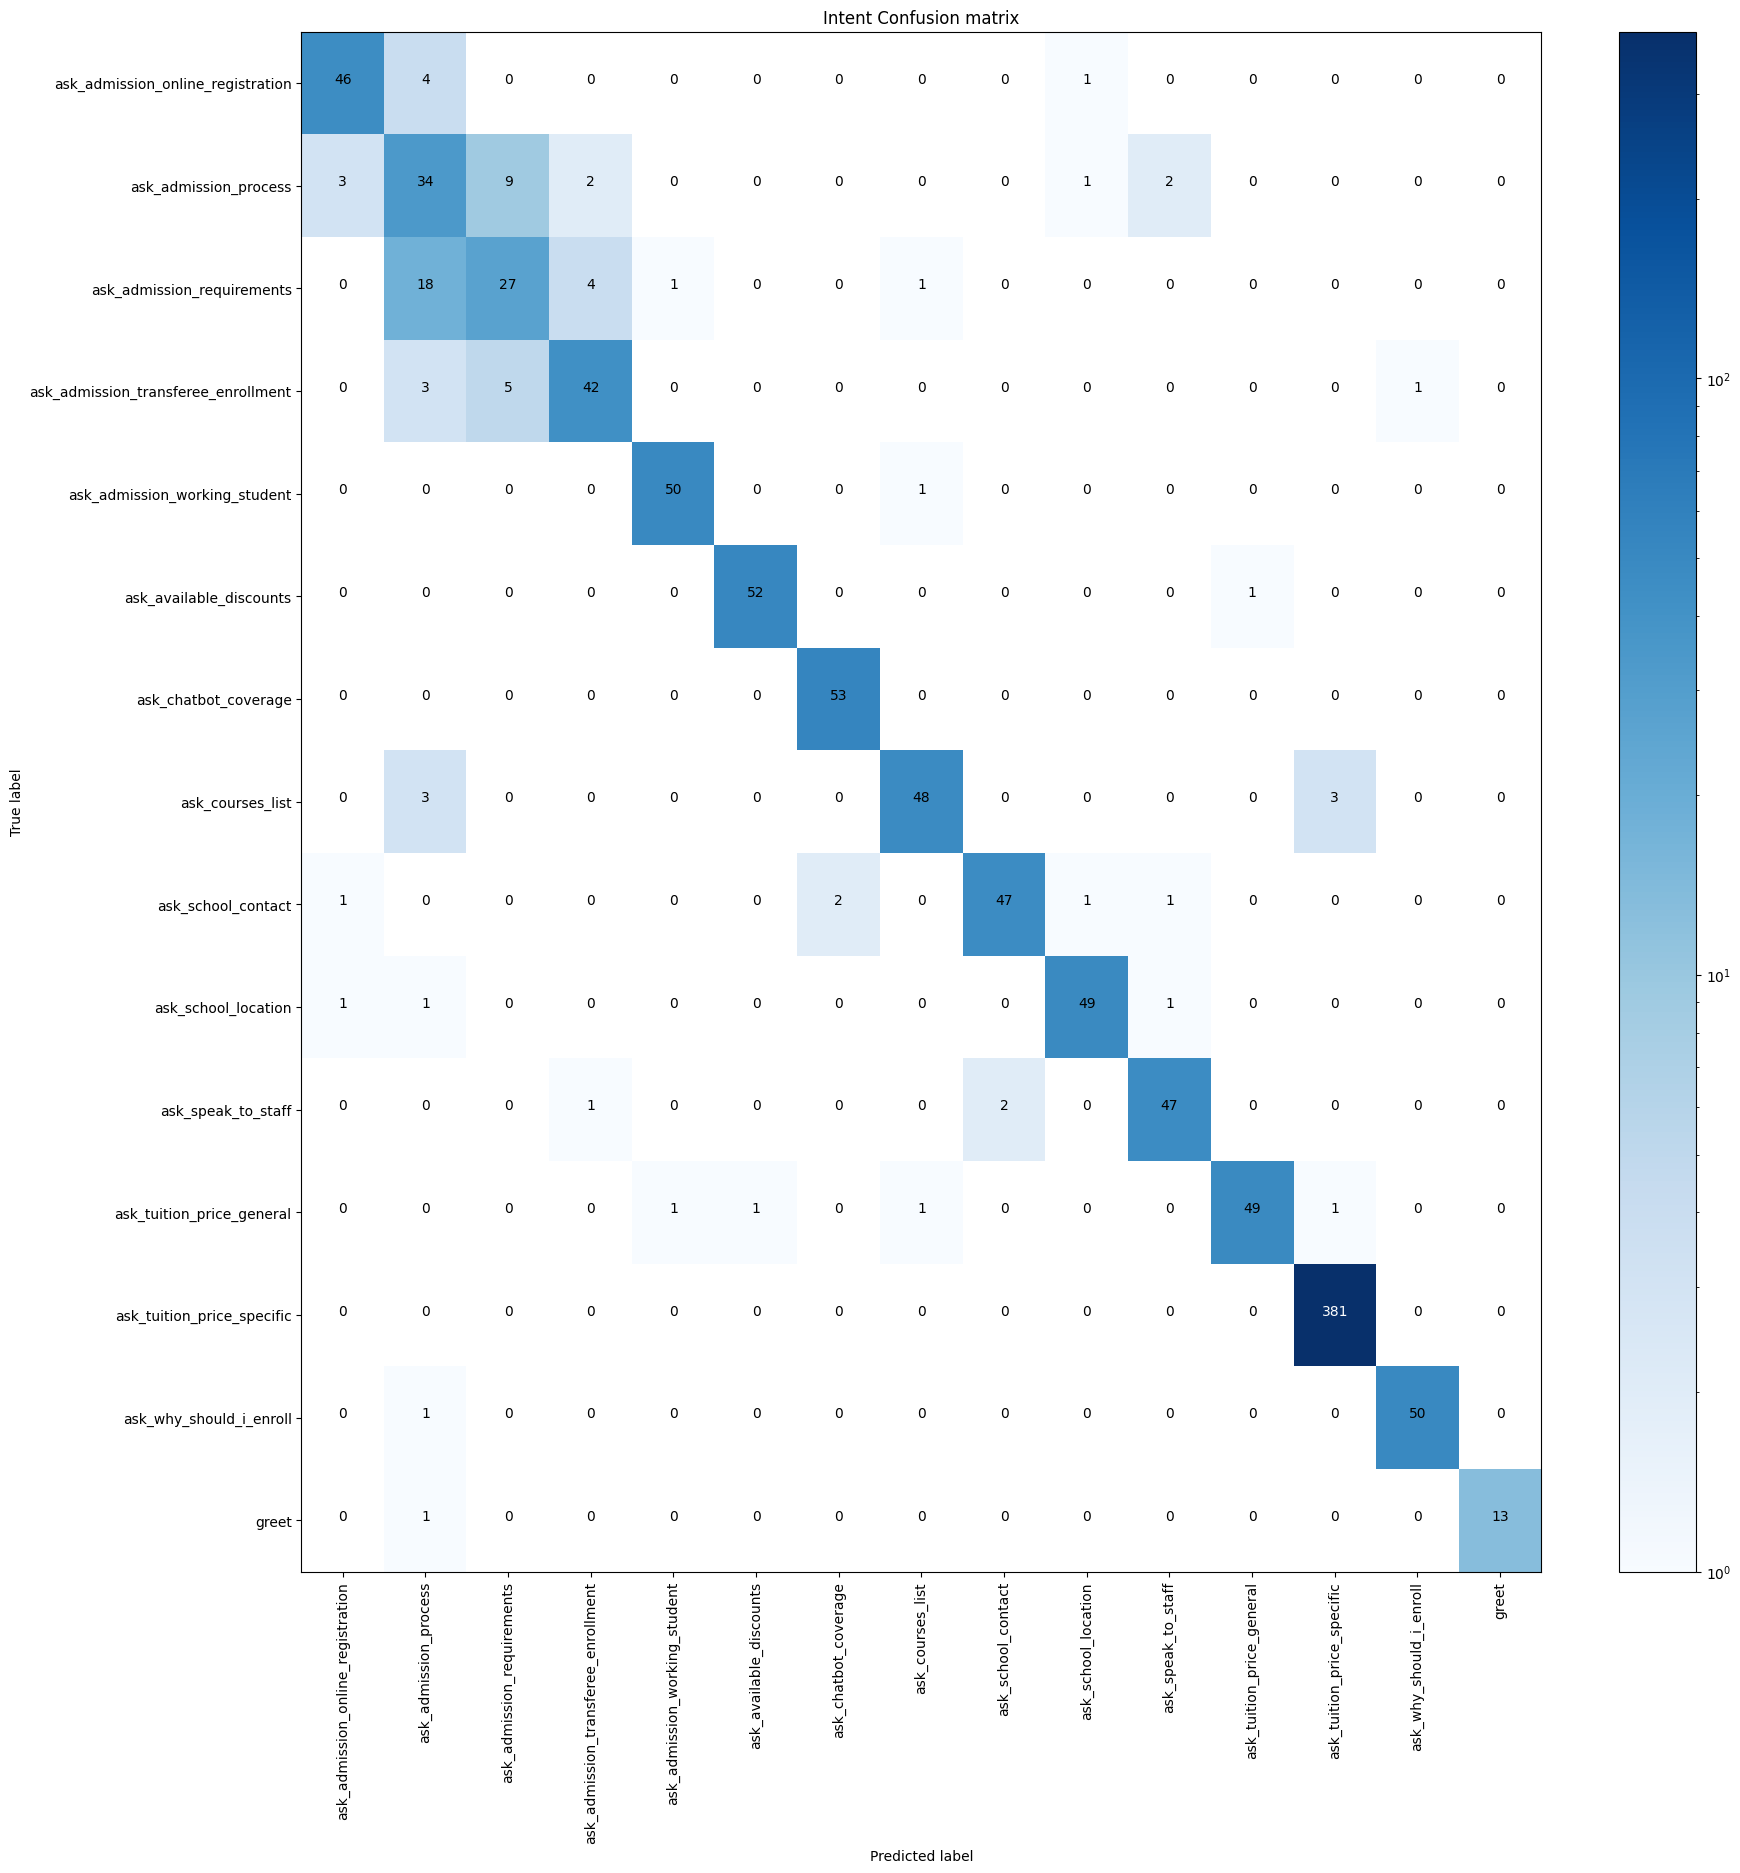 Intent Confusion matrix
ask_admission_online_registration 46 4 0 0 0 0 0 0 0 1 0 0 0 0 0
ask_admission_process 3 34 9 2 0 0 0 0 0 1 2 0 0 0 0
ask_admission_requirements 0 18 27 4 1 0 0 1 0 0 0 0 0 0 0
ask_admission_transferee_enrollment 0 3 5 42 0 0 0 0 0 0 0 0 0 1 0
ask_admission_working_student 0 0 0 0 50 0 0 1 0 0 0 0 0 0 0
ask_available_discounts 0 0 0 0 0 52 0 0 0 0 0 1 0 0 0
ask_chatbot_coverage 0 0 0 0 0 0 53 0 0 0 0 0 0 0 0
ask_courses_list 0 3 0 0 0 0 0 48 0 0 0 0 3 0 0
ask_school_contact 1 0 0 0 0 0 2 0 47 1 1 0 0 0 0
ask_school_location 1 1 0 0 0 0 0 0 0 49 1 0 0 0 0
ask_speak_to_staff 0 0 0 1 0 0 0 0 2 0 47 0 0 0 0
ask_tuition_price_general 0 0 0 0 1 1 0 1 0 0 0 49 1 0 0
ask_tuition_price_specific 0 0 0 0 0 0 0 0 0 0 0 0 381 0 0
ask_why_should_i_enroll 0 1 0 0 0 0 0 0 0 0 0 0 0 50 0
greet 0 1 0 0 0 0 0 0 0 0 0 0 0 0 13
True label
ask_admission_online_registration
ask_admission_process
ask_admission_requirements
ask_admission_transferee_enrollment
ask_admission_working_student
ask_available_discounts
ask_chatbot_coverage
ask_courses_list
ask_school_contact
ask_school_location
ask_speak_to_staff
ask_tuition_price_general
ask_tuition_price_specific
ask_why_should_i_enroll
greet
Predicted label
10²
10¹
10⁰